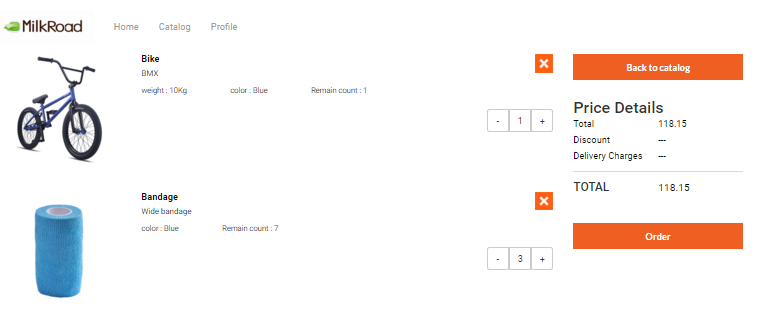 MilkRoad Home Catalog Profile
Bike
BMX
weight : 10Kg color : Blue Remain count : 1
- 1 +
Bandage
Wide bandage
color : Blue Remain count : 7
- 3 +
Back to catalog
Price Details
Total 118.15
Discount ---
Delivery Charges ---
TOTAL 118.15
Order